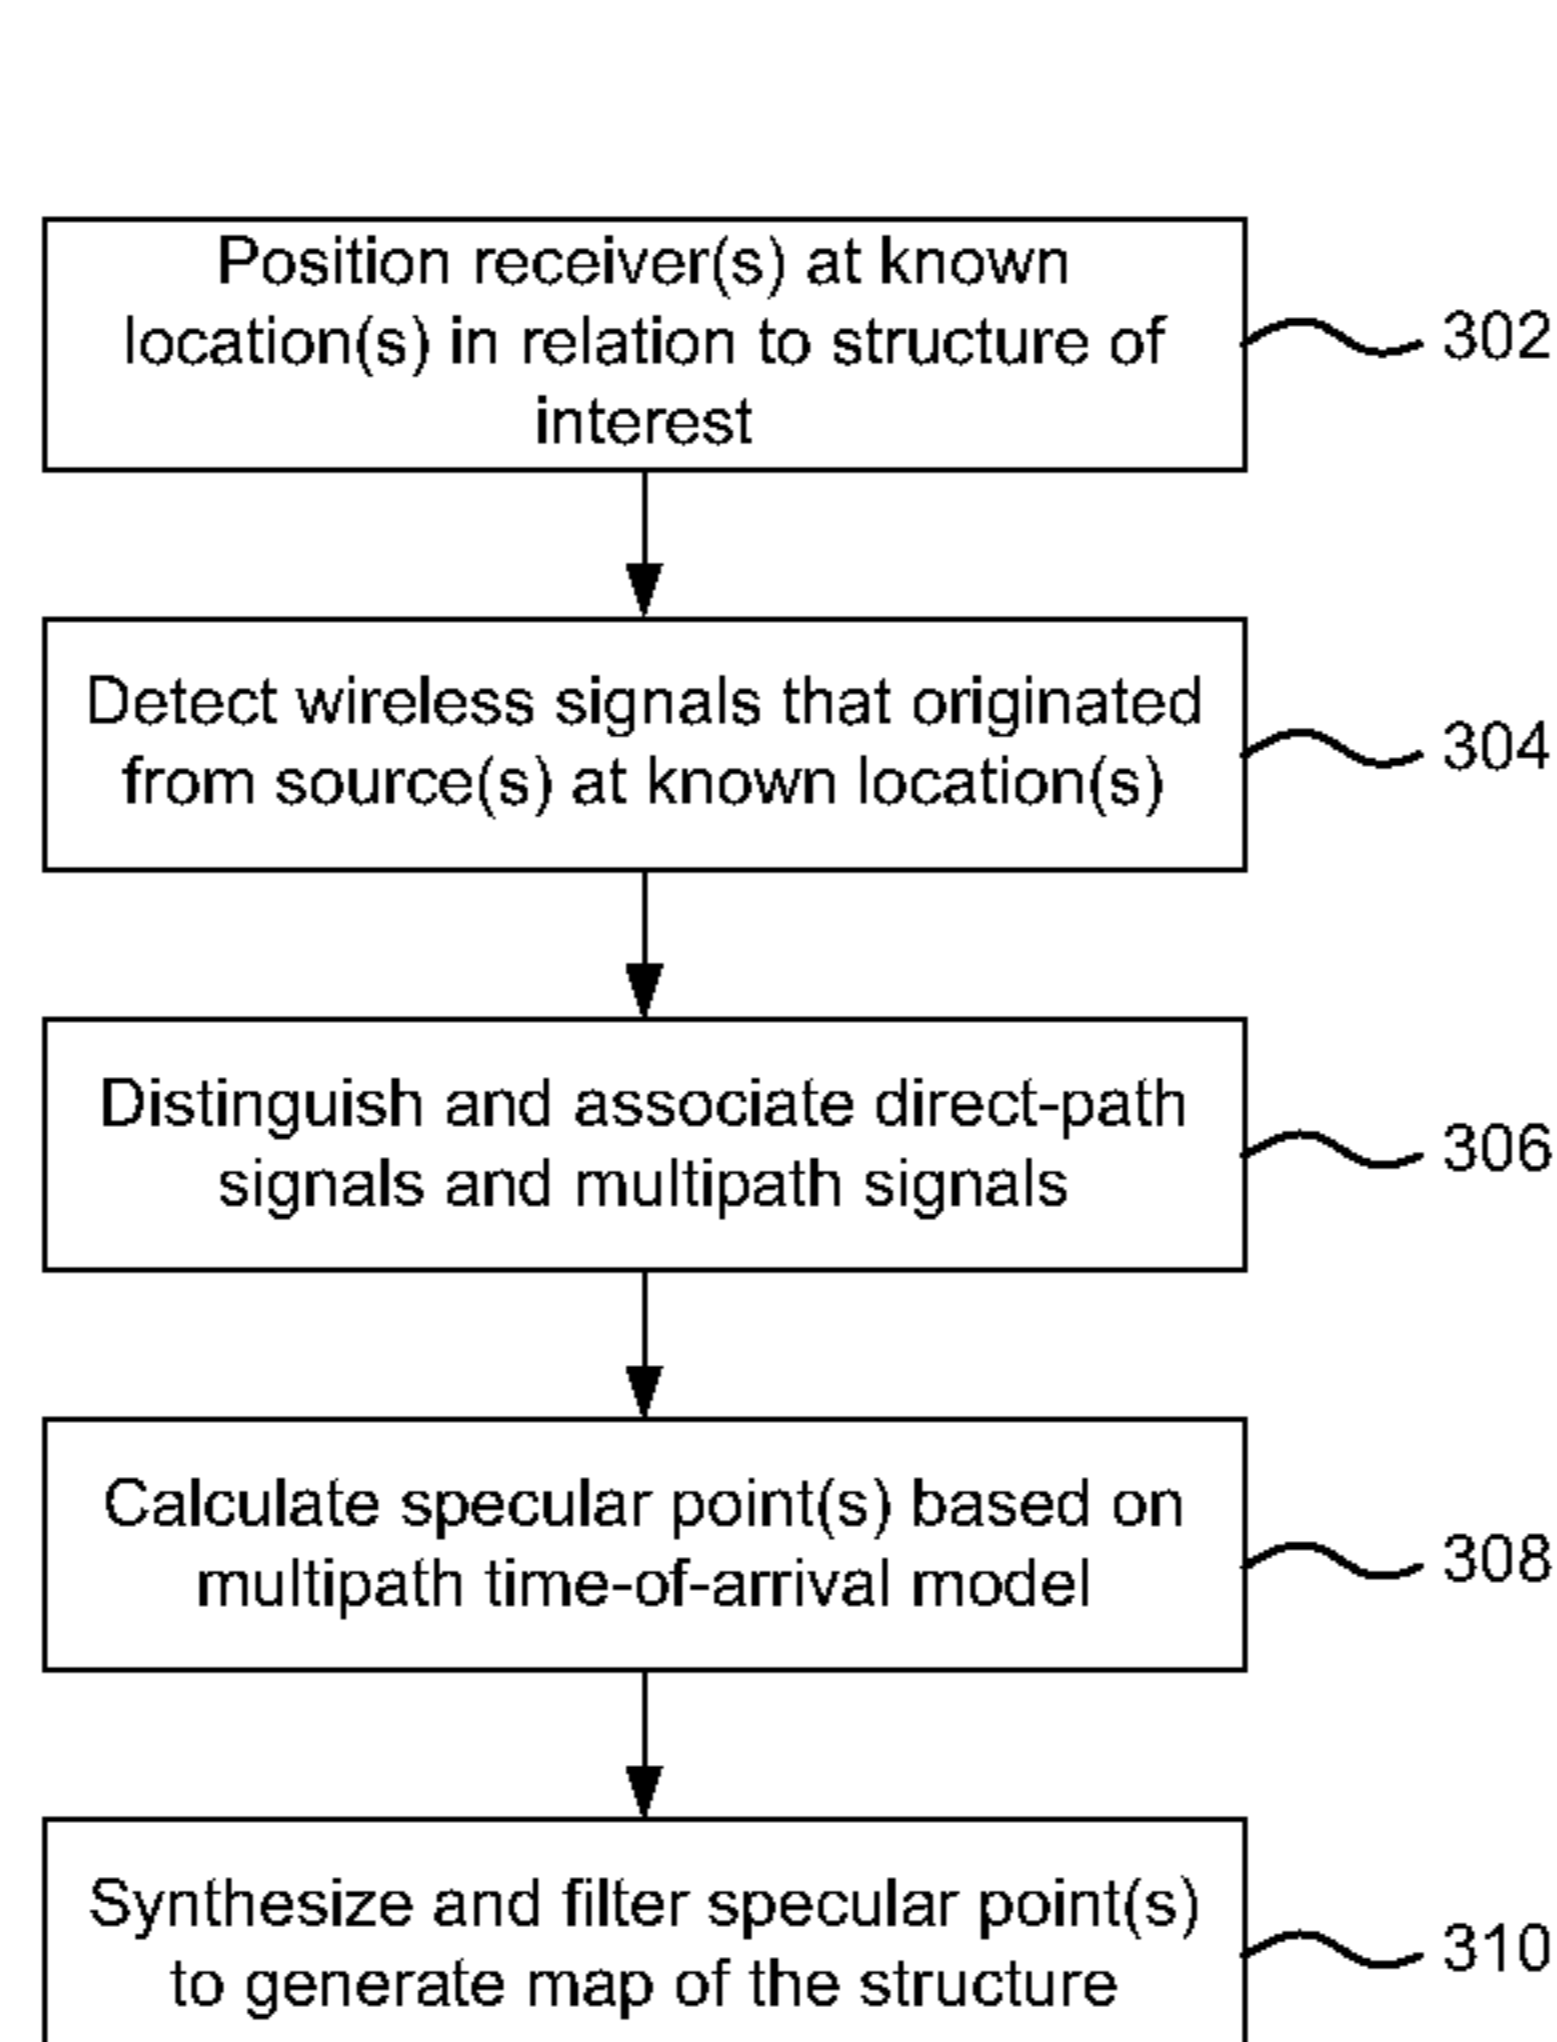 Position receiver(s) at known
location(s) in relation to structure of
interest
302
Detect wireless signals that originated
from source(s) at known location(s)
304
Distinguish and associate direct-path
signals and multipath signals
306
Calculate specular point(s) based on
multipath time-of-arrival model
308
Synthesize and filter specular point(s)
to generate map of the structure
310